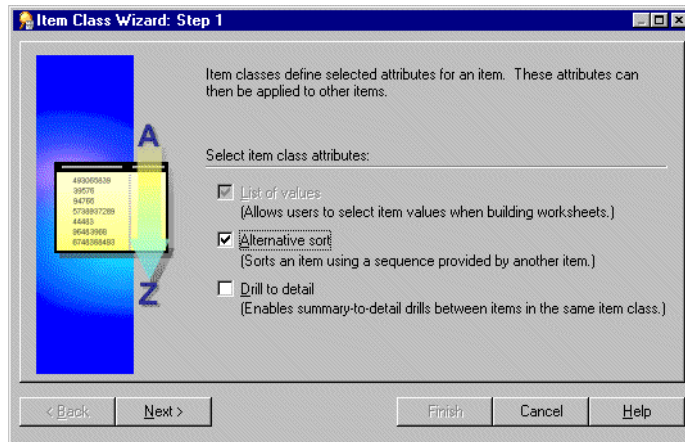 Item Class Wizard: Step 1
Item classes define selected attributes for an item. These attributes can
then be applied to other items.
Select item class attributes:
List of values
(Allows users to select item values when building worksheets.)
Alternative sort
(Sorts an item using a sequence provided by another item.)
Drill to detail
(Enables summary-to-detail drills between items in the same item class.)
A
39576
94766
44463
Z
< Back
Next >
Finish
Cancel
Help